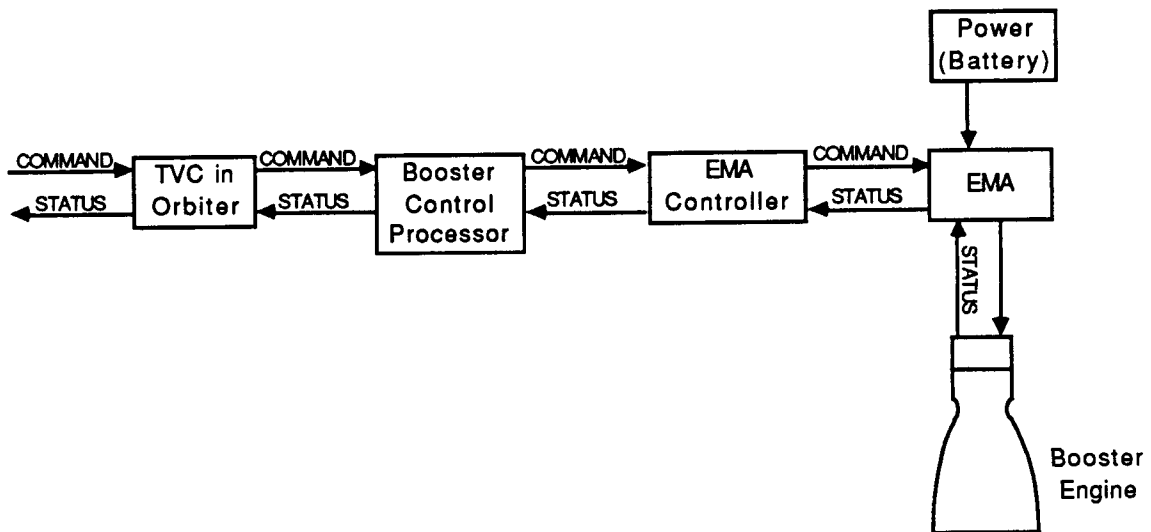 Power
(Battery)
COMMAND
STATUS
TVC in
Orbiter
COMMAND
STATUS
Booster
Control
Processor
COMMAND
STATUS
EMA
Controller
COMMAND
STATUS
EMA
STATUS
Booster
Engine